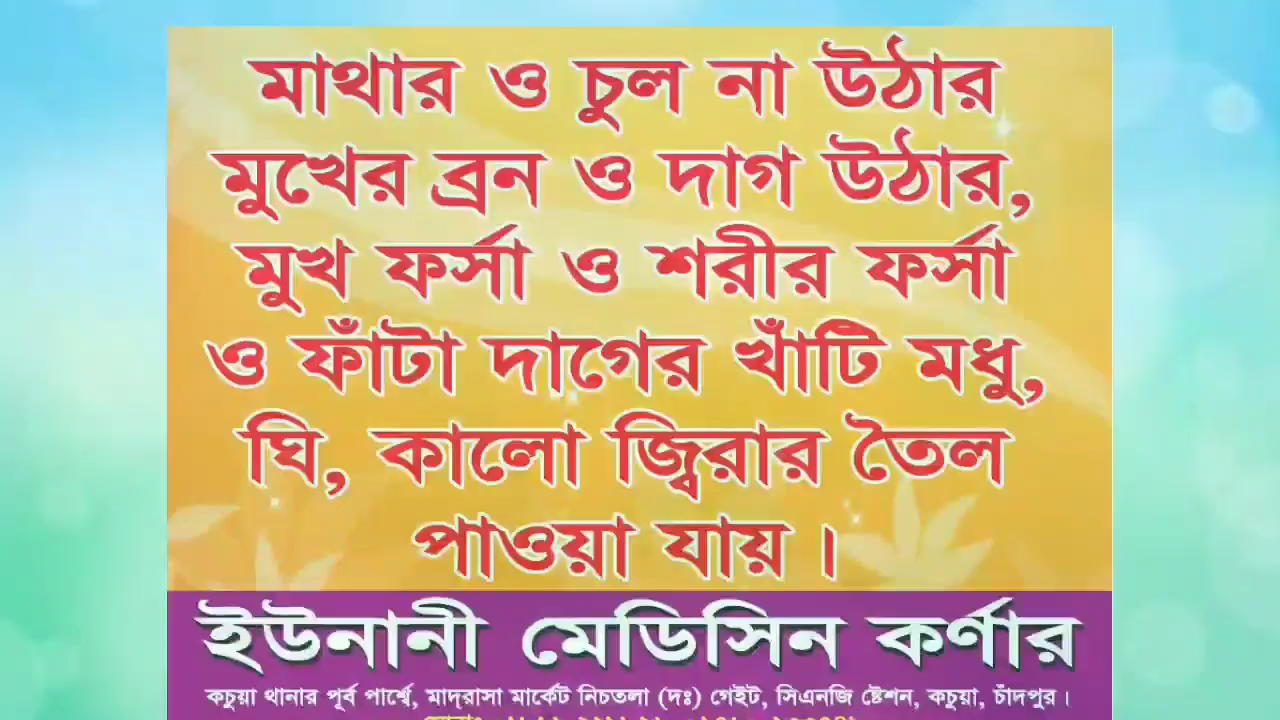 মাথার ও চুল না উঠার
মুখের ব্রন ও দাগ উঠার,
মুখ ফর্সা ও শরীর ফর্সা
ও ফাঁটা দাগের খাঁটি মধু,
ঘি, কালো জ্বিরার তৈল
পাওয়া যায় ।
ইউনানী মেডিসিন কর্ণার
কচুয়া থানার পূর্ব পার্শ্বে, মাদ্রাসা মার্কেট নিচতলা (দঃ) গেইট, সিএনজি ষ্টেশন, কচুয়া, চাঁদপুর ।